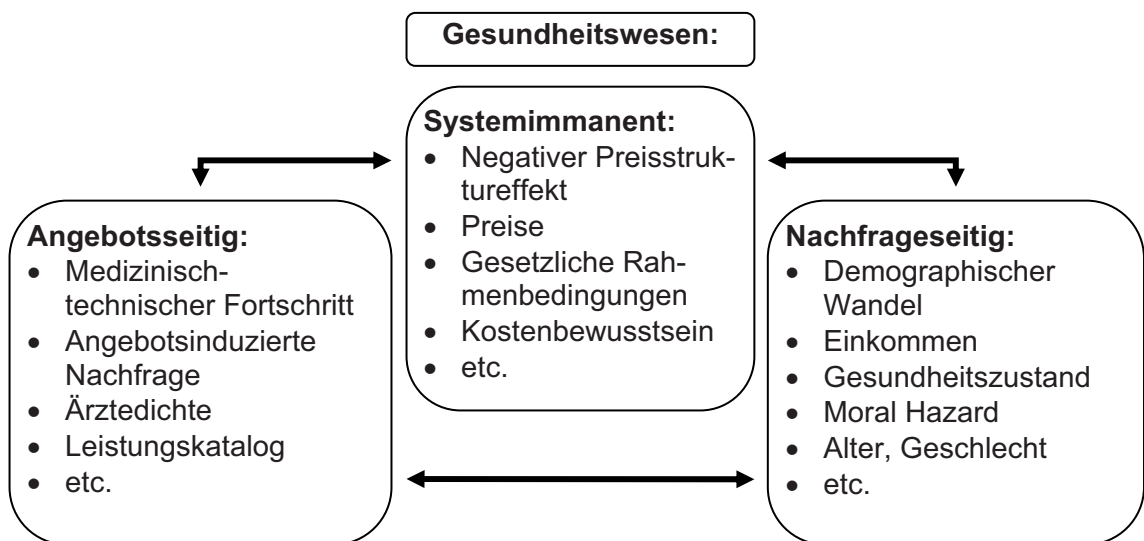 Gesundheitswesen:
Systemimmanent:
• Negativer Preisstruk-
tureffekt
• Preise
• Gesetzliche Rah-
menbedingungen
• Kostenbewusstsein
• etc.
Angebotsseitig:
• Medizinisch-
technischer Fortschritt
• Angebotsinduzierte
Nachfrage
• Ärztedichte
• Leistungskatalog
• etc.
Nachfrageseitig:
• Demographischer
Wandel
• Einkommen
• Gesundheitszustand
• Moral Hazard
• Alter, Geschlecht
• etc.